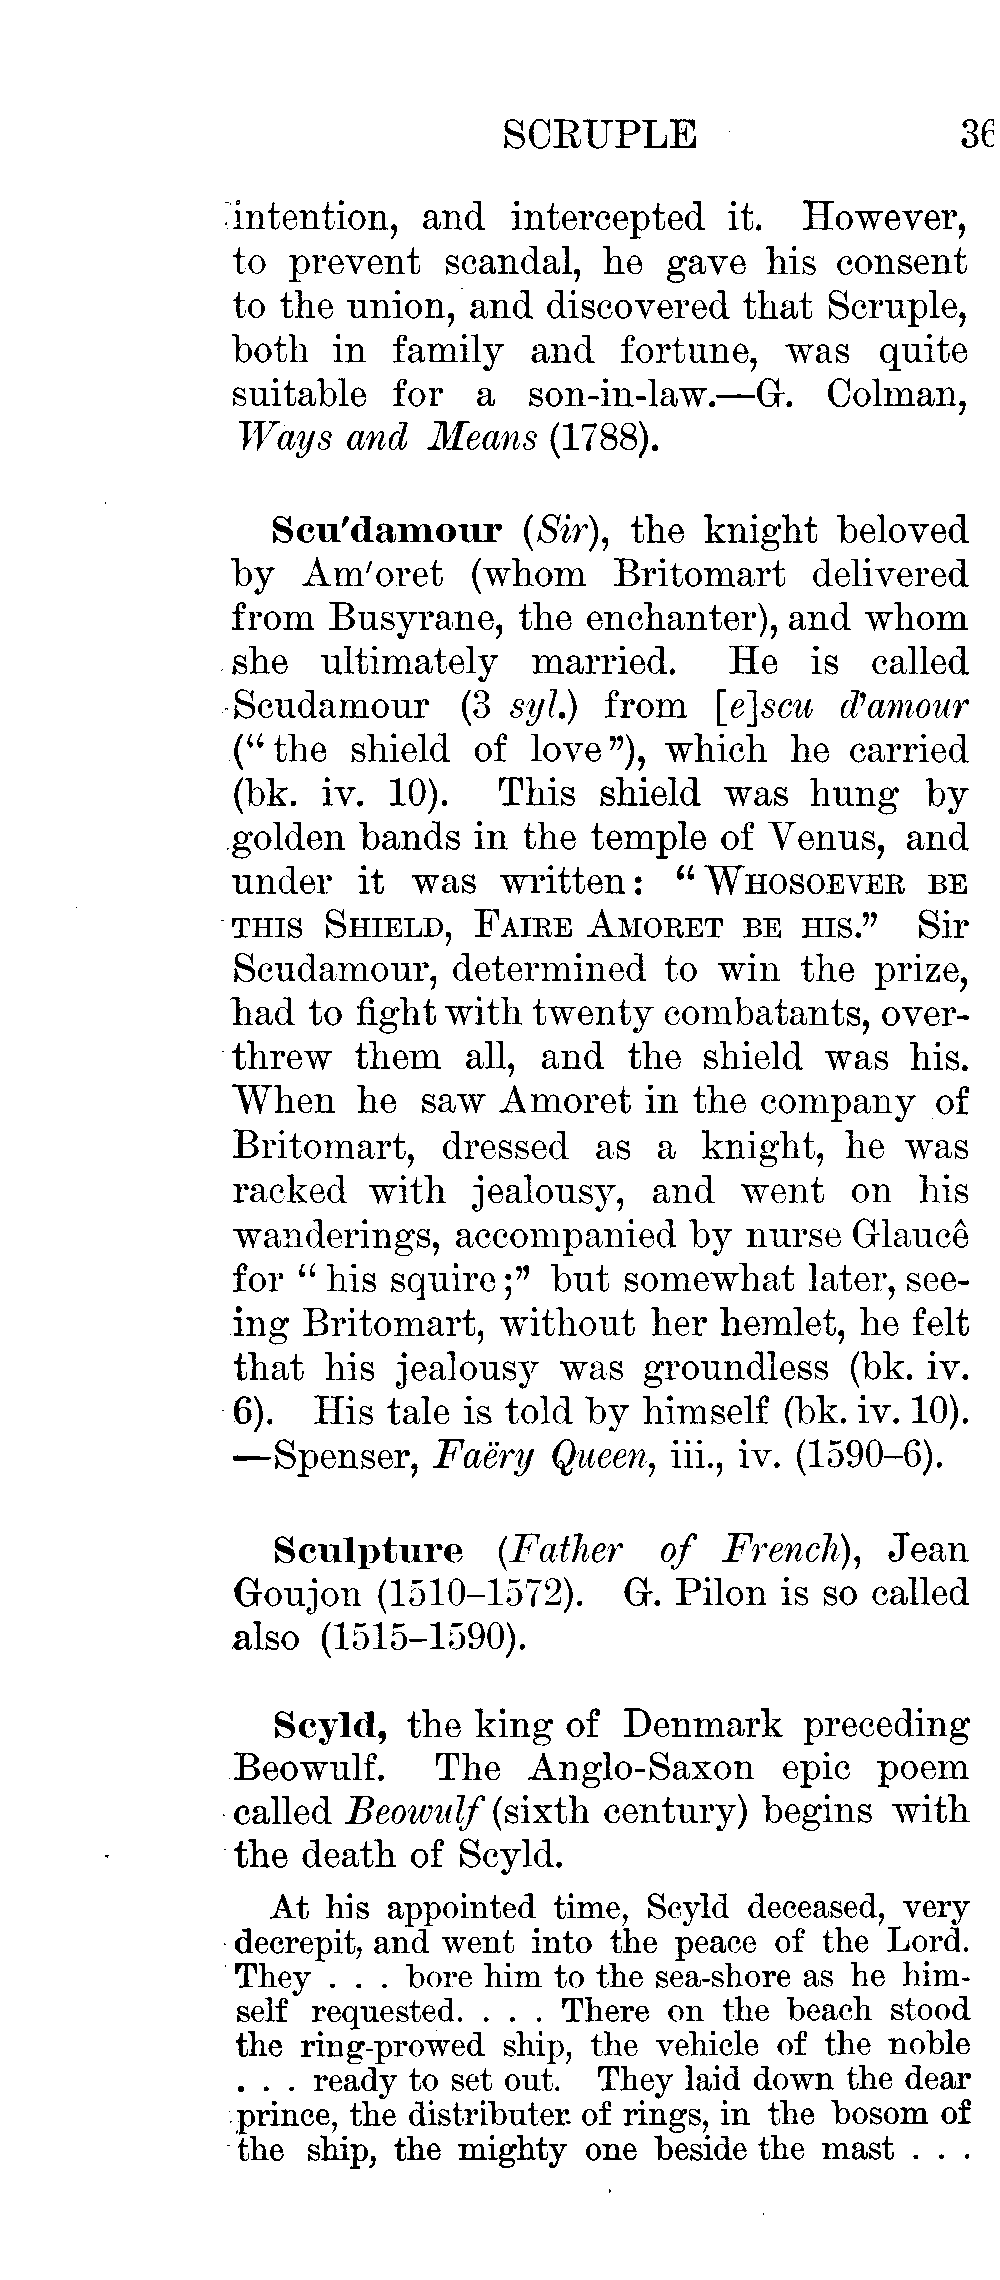 SCRUPLE 36
intention, and intercepted it. However,
to prevent scandal, he gave his consent
to the union, and discovered that Scruple,
both in family and fortune, was quite
suitable for a son-in-law.—G. Colman,
Ways and Means (1788).
Scu'damour (Sir), the knight beloved
by Am'oret (whom Britomart delivered
from Busyrane, the enchanter), and whom
she ultimately married. He is called
Scudamour (3 syl.) from [e]scu d'amour
("the shield of love"), which he carried
(bk. iv. 10). This shield was hung by
golden bands in the temple of Venus, and
under it was written: "WHOSOEVER BE
THIS SHIELD, FAIRE AMORET BE HIS." Sir
Scudamour, determined to win the prize,
had to fight with twenty combatants, over-
threw them all, and the shield was his.
When he saw Amoret in the company of
Britomart, dressed as a knight, he was
racked with jealousy, and went on his
wanderings, accompanied by nurse Glaucê
for "his squire;" but somewhat later, see-
ing Britomart, without her hemlet, he felt
that his jealousy was groundless (bk. iv.
6). His tale is told by himself (bk. iv. 10).
—Spenser, Faëry Queen, iii., iv. (1590–6).
Sculpture (Father of French), Jean
Goujon (1510–1572). G. Pilon is so called
also (1515–1590).
Scyld, the king of Denmark preceding
Beowulf. The Anglo-Saxon epic poem
called Beowulf (sixth century) begins with
the death of Scyld.
At his appointed time, Scyld deceased, very
decrepit, and went into the peace of the Lord.
They . . . bore him to the sea-shore as he him-
self requested. . . . There on the beach stood
the ring-prowed ship, the vehicle of the noble
. . . ready to set out. They laid down the dear
prince, the distributer of rings, in the bosom of
the ship, the mighty one beside the mast . . .